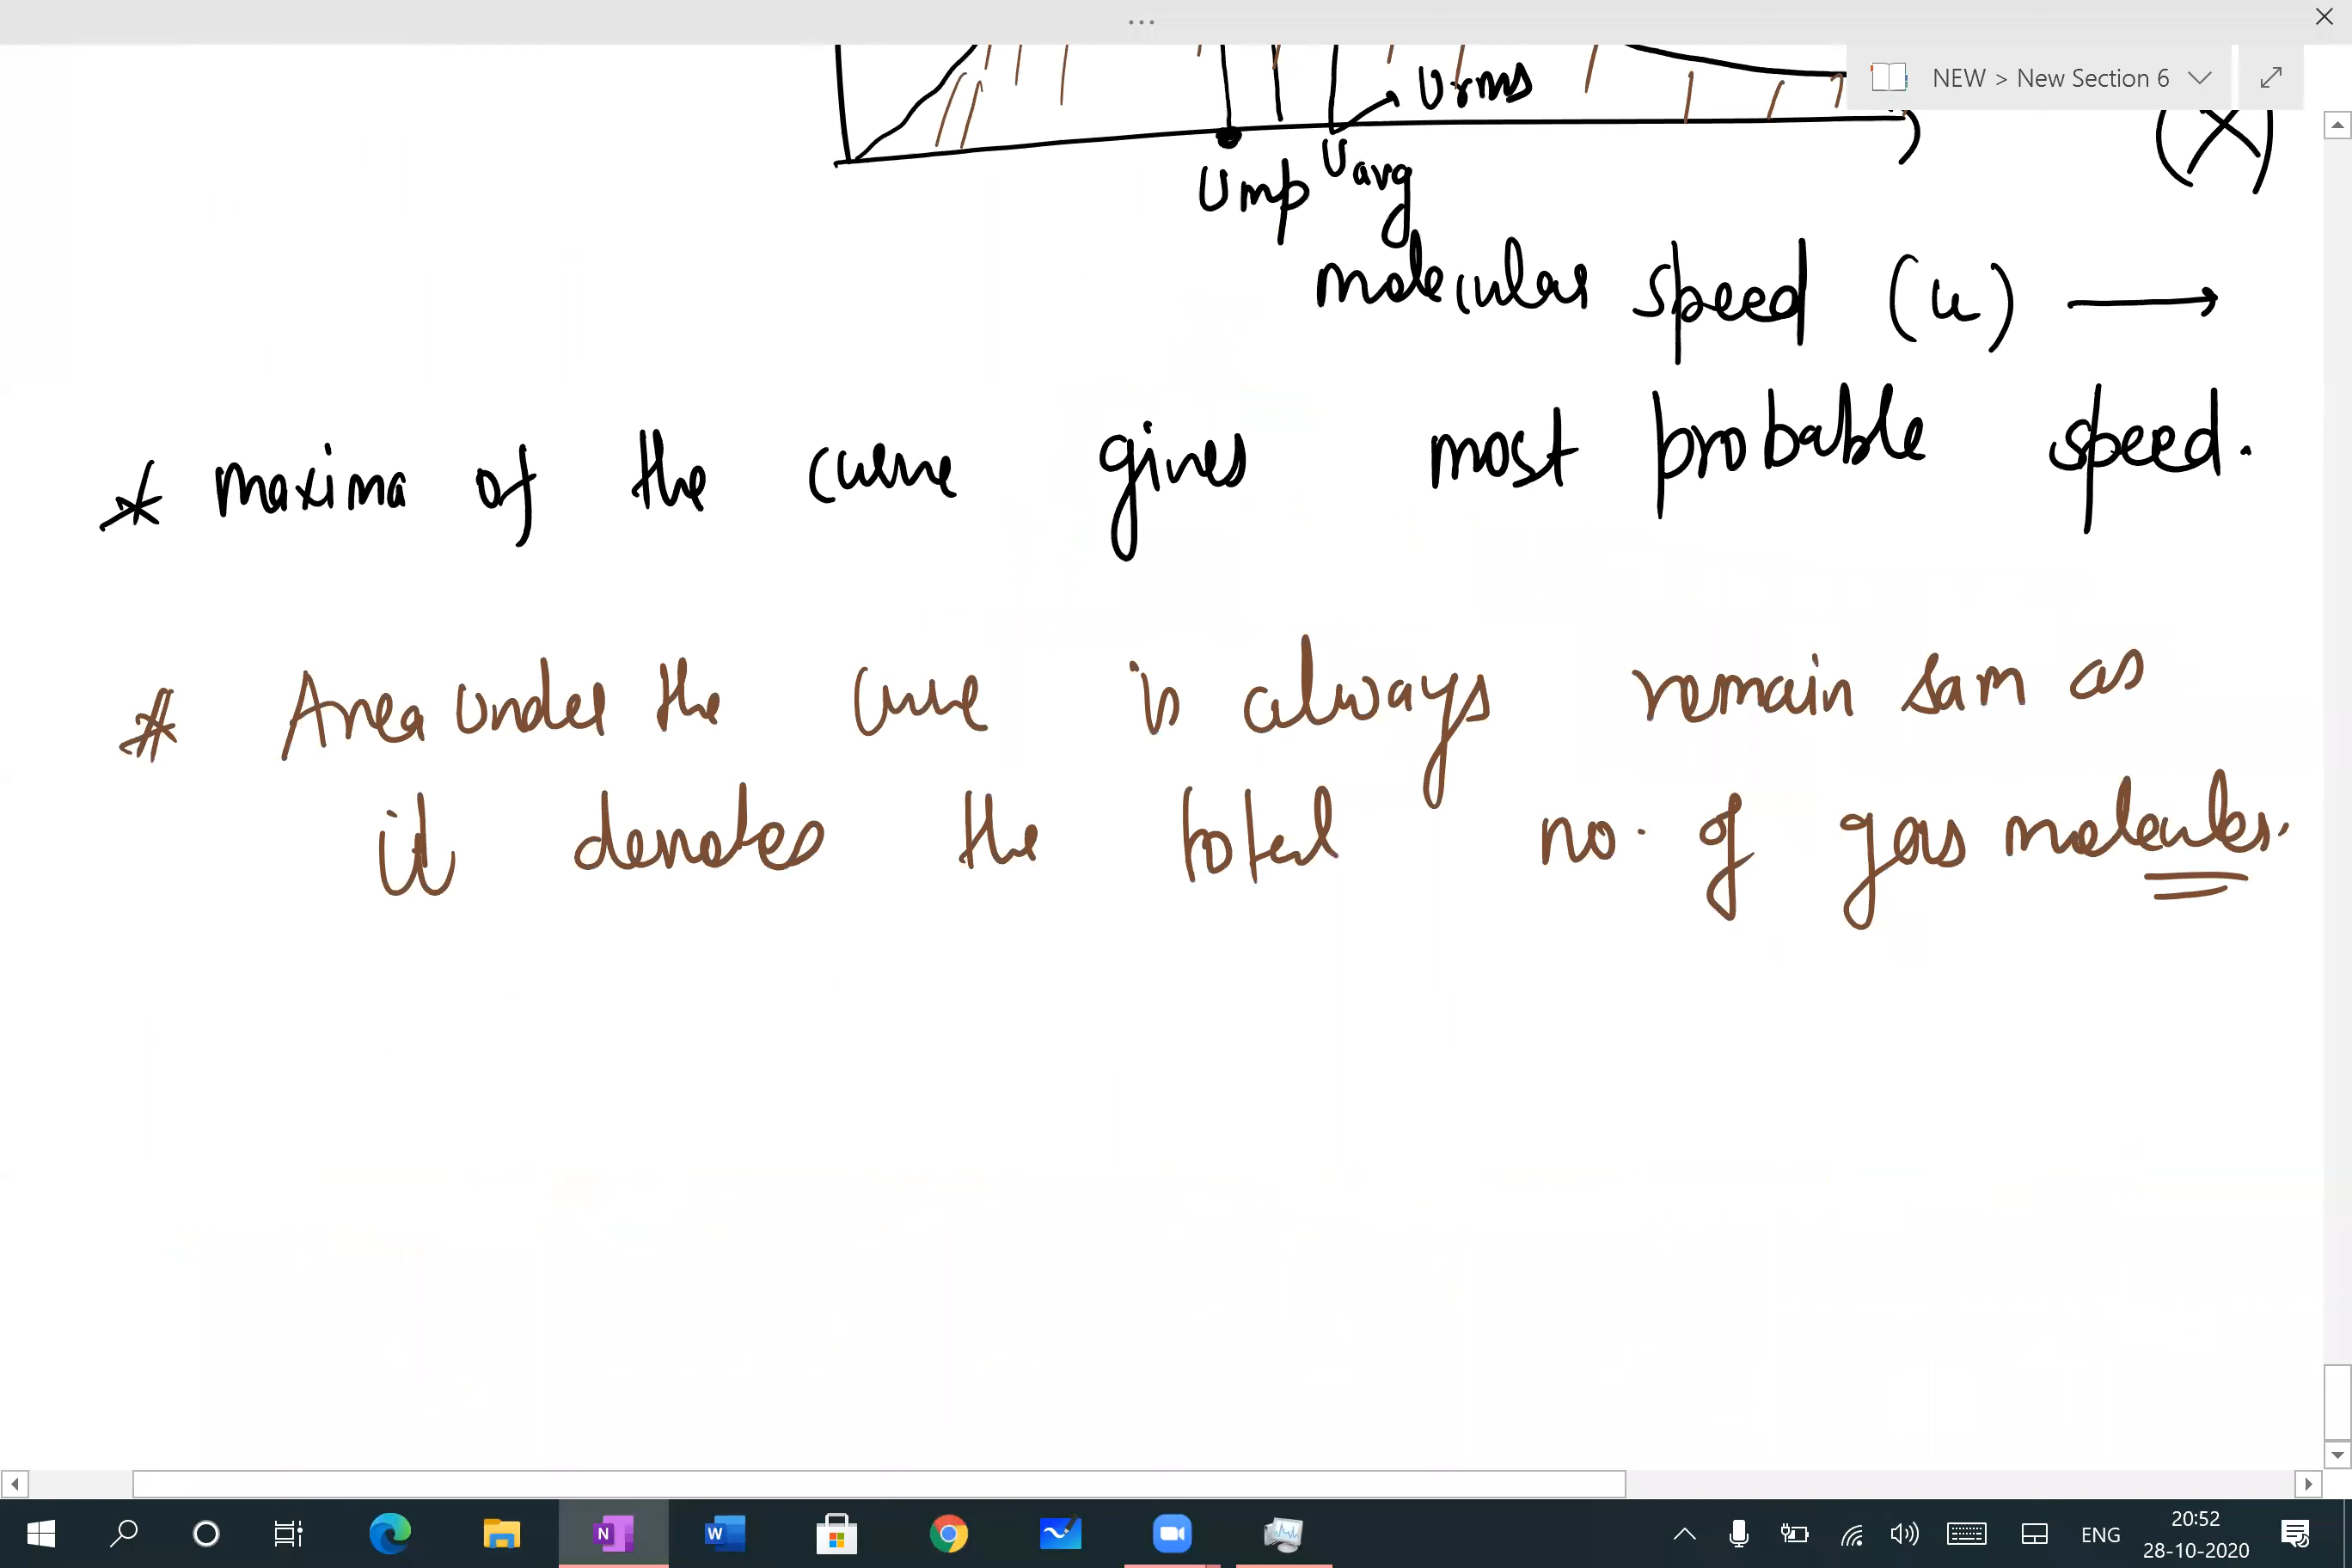 NEW > New Section 6
Urms
Ump Uavg
(X)
molecular speed (u) →
* maxima of the curve gives most probable speed.
# Area under the curve is always remain sam as
it denotes the total no. of gas molecules.
ENG
20:52
28-10-2020